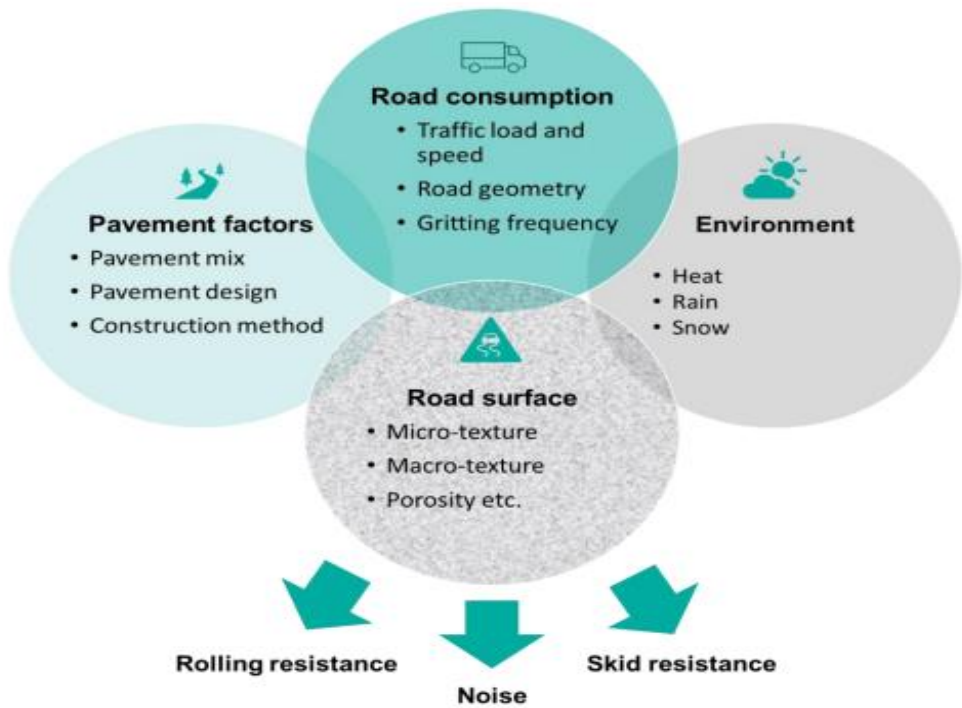 Road consumption
• Traffic load and
speed
• Road geometry
• Gritting frequency
Pavement factors
• Pavement mix
• Pavement design
• Construction method
Environment
• Heat
• Rain
• Snow
Road surface
• Micro-texture
• Macro-texture
• Porosity etc.
Rolling resistance
Noise
Skid resistance